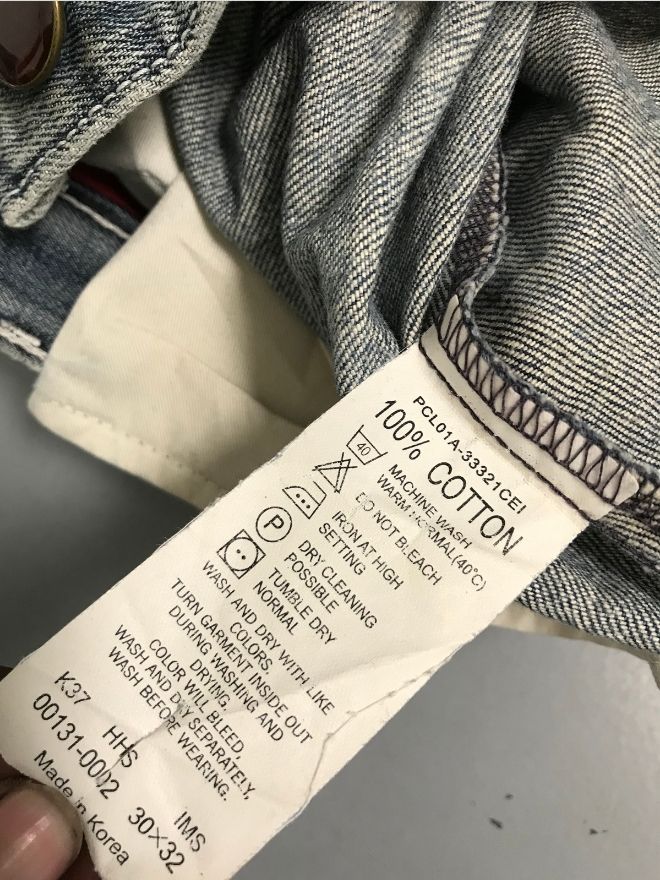 PCL01A-33321CEI
100% COTTON
40
MACHINE WASH
WARM NORMAL(40°C)
DO NOT BLEACH
IRON AT HIGH
SETTING
P
DRY CLEANING
POSSIBLE
TUMBLE DRY
NORMAL
WASH AND DRY WITH LIKE
COLORS.
TURN GARMENT INSIDE OUT
DURING WASHING AND
DRYING.
COLOR WILL BLEED,
WASH AND DRY SEPARATELY,
WASH BEFORE WEARING.
K37 HHS IMS
00131-0002 30×32
Made in Korea